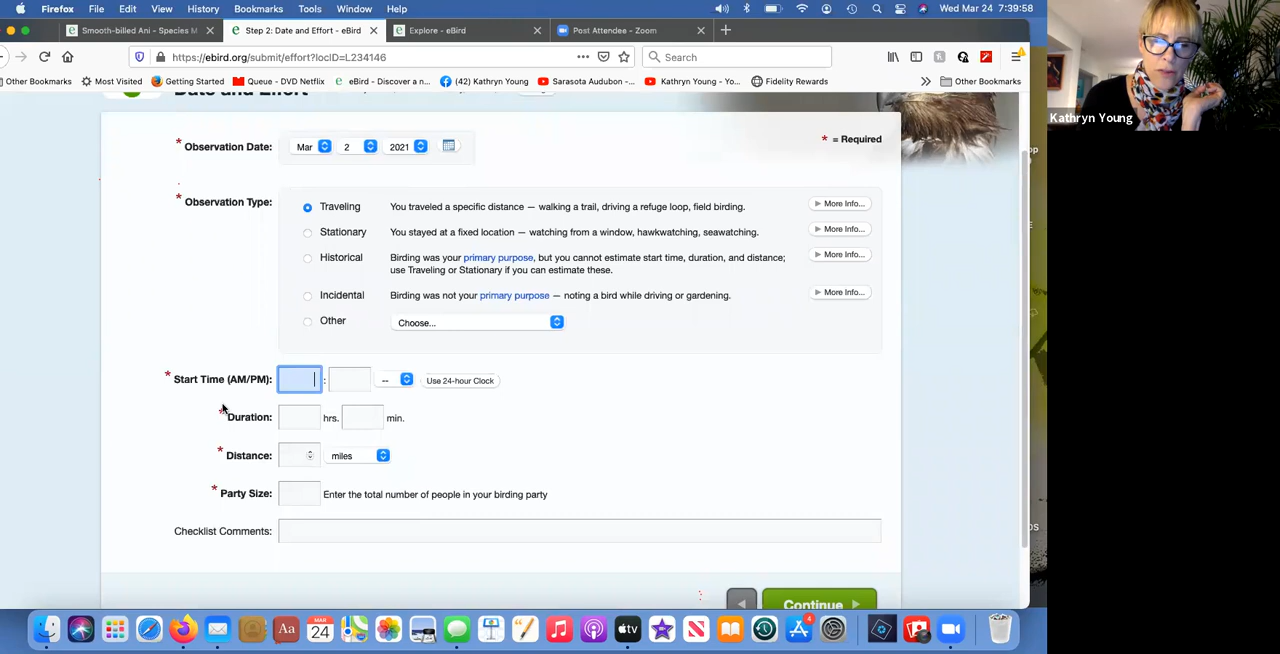 Firefox File Edit View History Bookmarks Tools Window Help Wed Mar 24 7:39:58
Smooth-billed Ani - Species M Step 2: Date and Effort - eBird Explore - eBird Post Attendee - Zoom
https://ebird.org/submit/effort?locID=L234146 Search
Other Bookmarks Most Visited Getting Started Queue - DVD Netflix eBird - Discover a n... (42) Kathryn Young Sarasota Audubon -... Kathryn Young - Yo... Fidelity Rewards Other Bookmarks
Date and Effort
Kathryn Young
* Observation Date: Mar 2 2021 * = Required
* Observation Type: Traveling You traveled a specific distance — walking a trail, driving a refuge loop, field birding. More Info...
Stationary You stayed at a fixed location — watching from a window, hawkwatching, seawatching. More Info...
Historical Birding was your primary purpose, but you cannot estimate start time, duration, and distance; More Info...
use Traveling or Stationary if you can estimate these.
Incidental Birding was not your primary purpose — noting a bird while driving or gardening. More Info...
Other Choose...
* Start Time (AM/PM): : -- Use 24-hour Clock
* Duration: hrs. min.
* Distance: miles
* Party Size: Enter the total number of people in your birding party
Checklist Comments:
Continue
MAR
24
Aa
tv
4